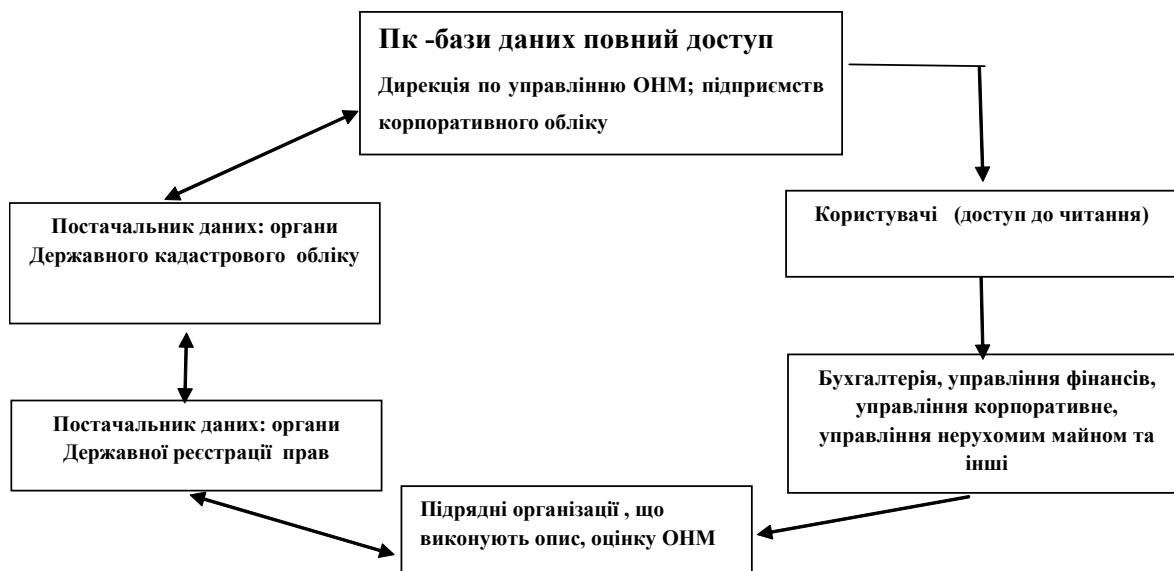 Пк -бази даних повний доступ
Дирекція по управлінню ОНМ; підприємств
корпоративного обліку
Постачальник даних: органи
Державного кадастрового обліку
Користувачі (доступ до читання)
Постачальник даних: органи
Державної реєстрації прав
Бухгалтерія, управління фінансів,
управління корпоративне,
управління нерухомим майном та
інші
Підрядні організації , що
виконують опис, оцінку ОНМ